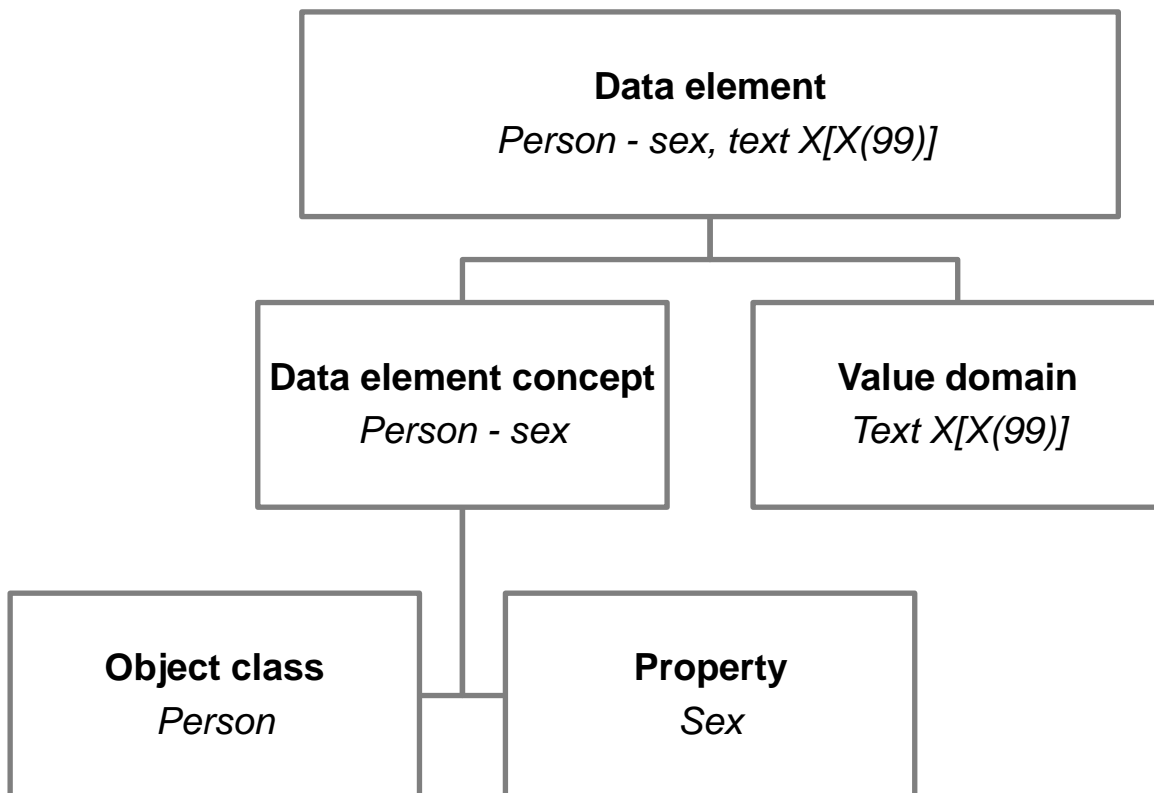 Data element
Person - sex, text X[X(99)]
Data element concept
Person - sex
Value domain
Text X[X(99)]
Object class
Person
Property
Sex